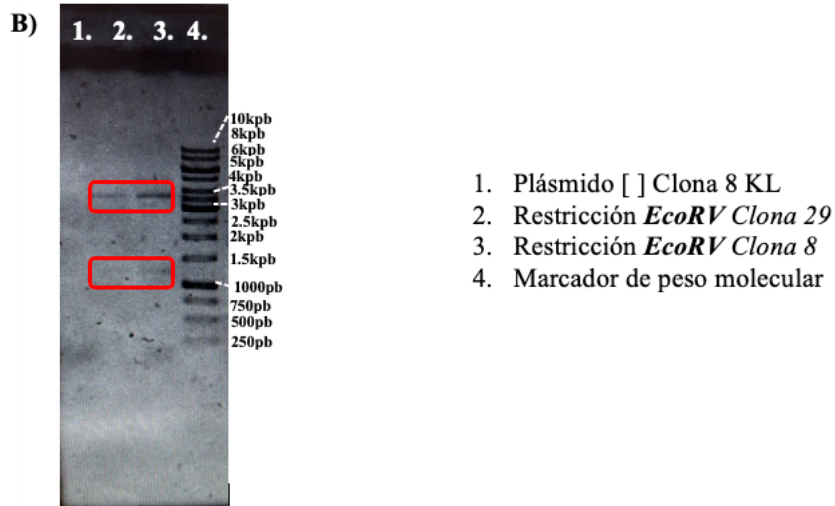 B)
1. 2. 3. 4.
10kpb
8kpb
6kpb
5kpb
4kpb
3.5kpb
3kpb
2.5kpb
2kpb
1.5kpb
1000pb
750pb
500pb
250pb
1. Plásmido [ ] Clona 8 KL
2. Restricción EcoRV Clona 29
3. Restricción EcoRV Clona 8
4. Marcador de peso molecular